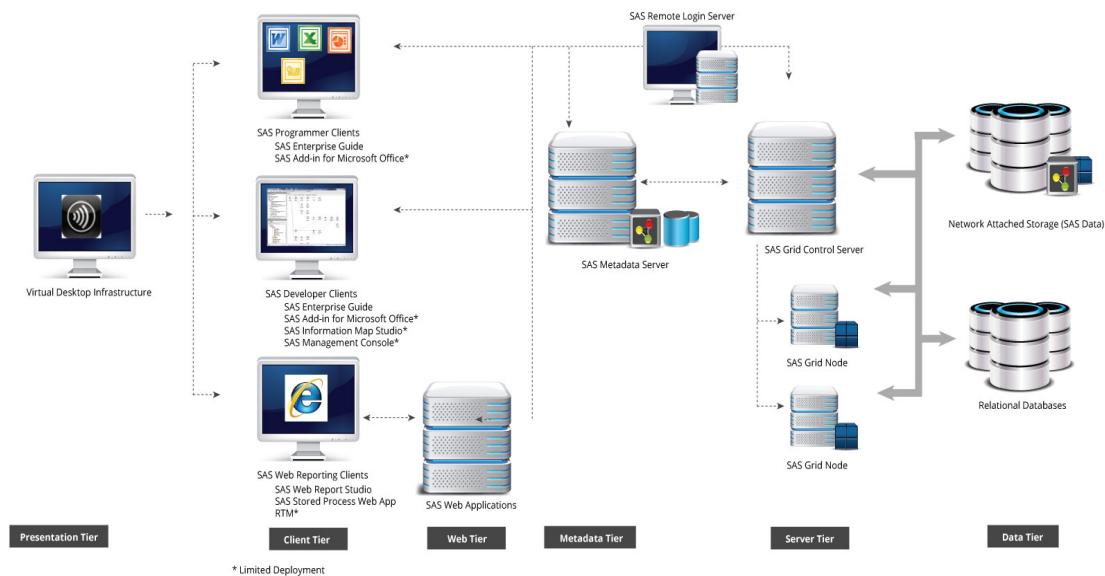 SAS Remote Login Server
SAS Programmer Clients
SAS Enterprise Guide
SAS Add-in for Microsoft Office*
Virtual Desktop Infrastructure
SAS Developer Clients
SAS Enterprise Guide
SAS Add-in for Microsoft Office*
SAS Information Map Studio*
SAS Management Console*
SAS Web Reporting Clients
SAS Web Report Studio
SAS Stored Process Web App
RTM*
SAS Web Applications
SAS Metadata Server
SAS Grid Control Server
SAS Grid Node
SAS Grid Node
Network Attached Storage (SAS Data)
Relational Databases
Presentation Tier
Client Tier
Web Tier
Metadata Tier
Server Tier
Data Tier
* Limited Deployment